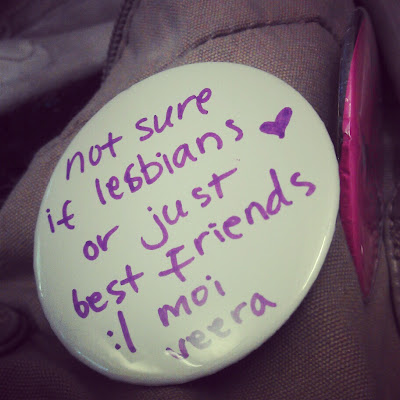 not sure
if lesbians ♥
or just
best friends
:l moi
veera